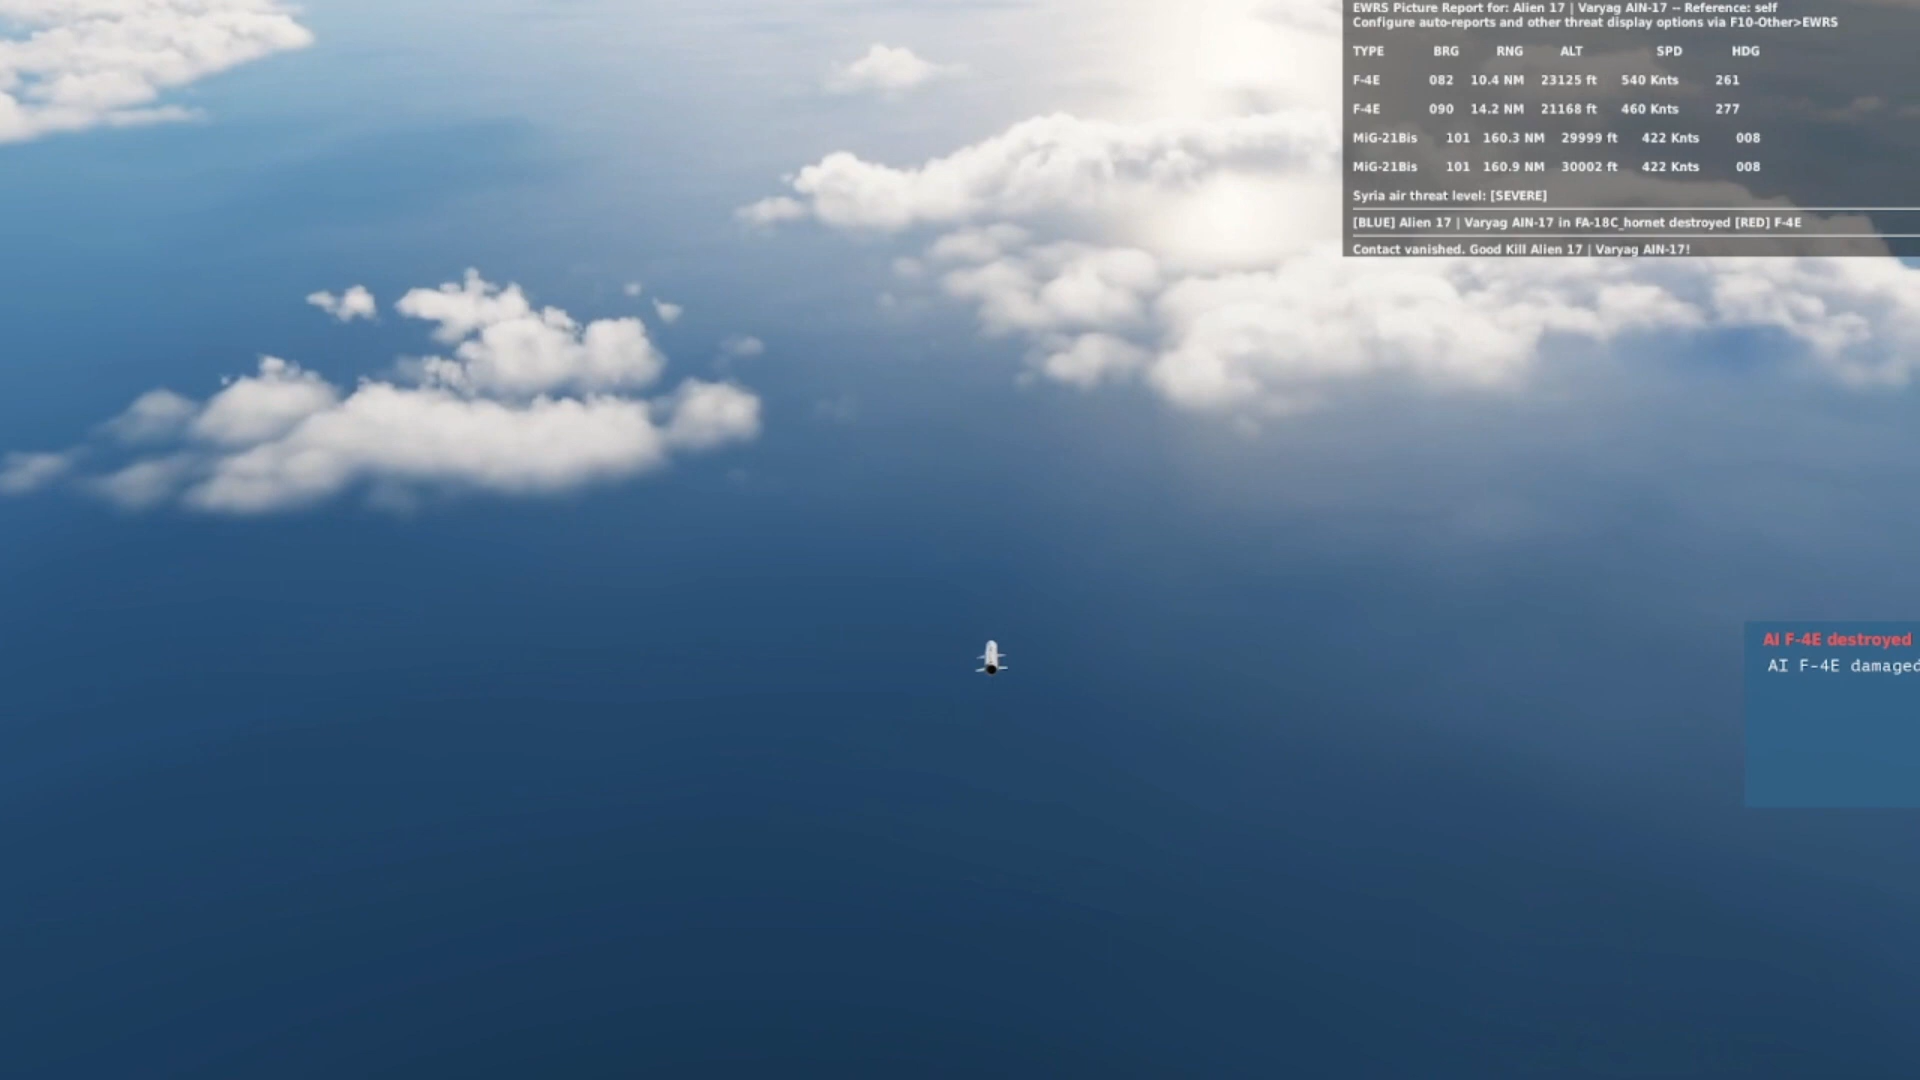 EWRS Picture Report for: Alien 17 | Varyag AIN-17 -- Reference: self
Configure auto-reports and other threat display options via F10-Other>EWRS
TYPE BRG RNG ALT SPD HDG
F-4E 082 10.4 NM 23125 ft 540 Knts 261
F-4E 090 14.2 NM 21168 ft 460 Knts 277
MiG-21Bis 101 160.3 NM 29999 ft 422 Knts 008
MiG-21Bis 101 160.9 NM 30002 ft 422 Knts 008
Syria air threat level: [SEVERE]
[BLUE] Alien 17 | Varyag AIN-17 in FA-18C_hornet destroyed [RED] F-4E
Contact vanished. Good Kill Alien 17 | Varyag AIN-17!
AI F-4E destroyed
AI F-4E damaged